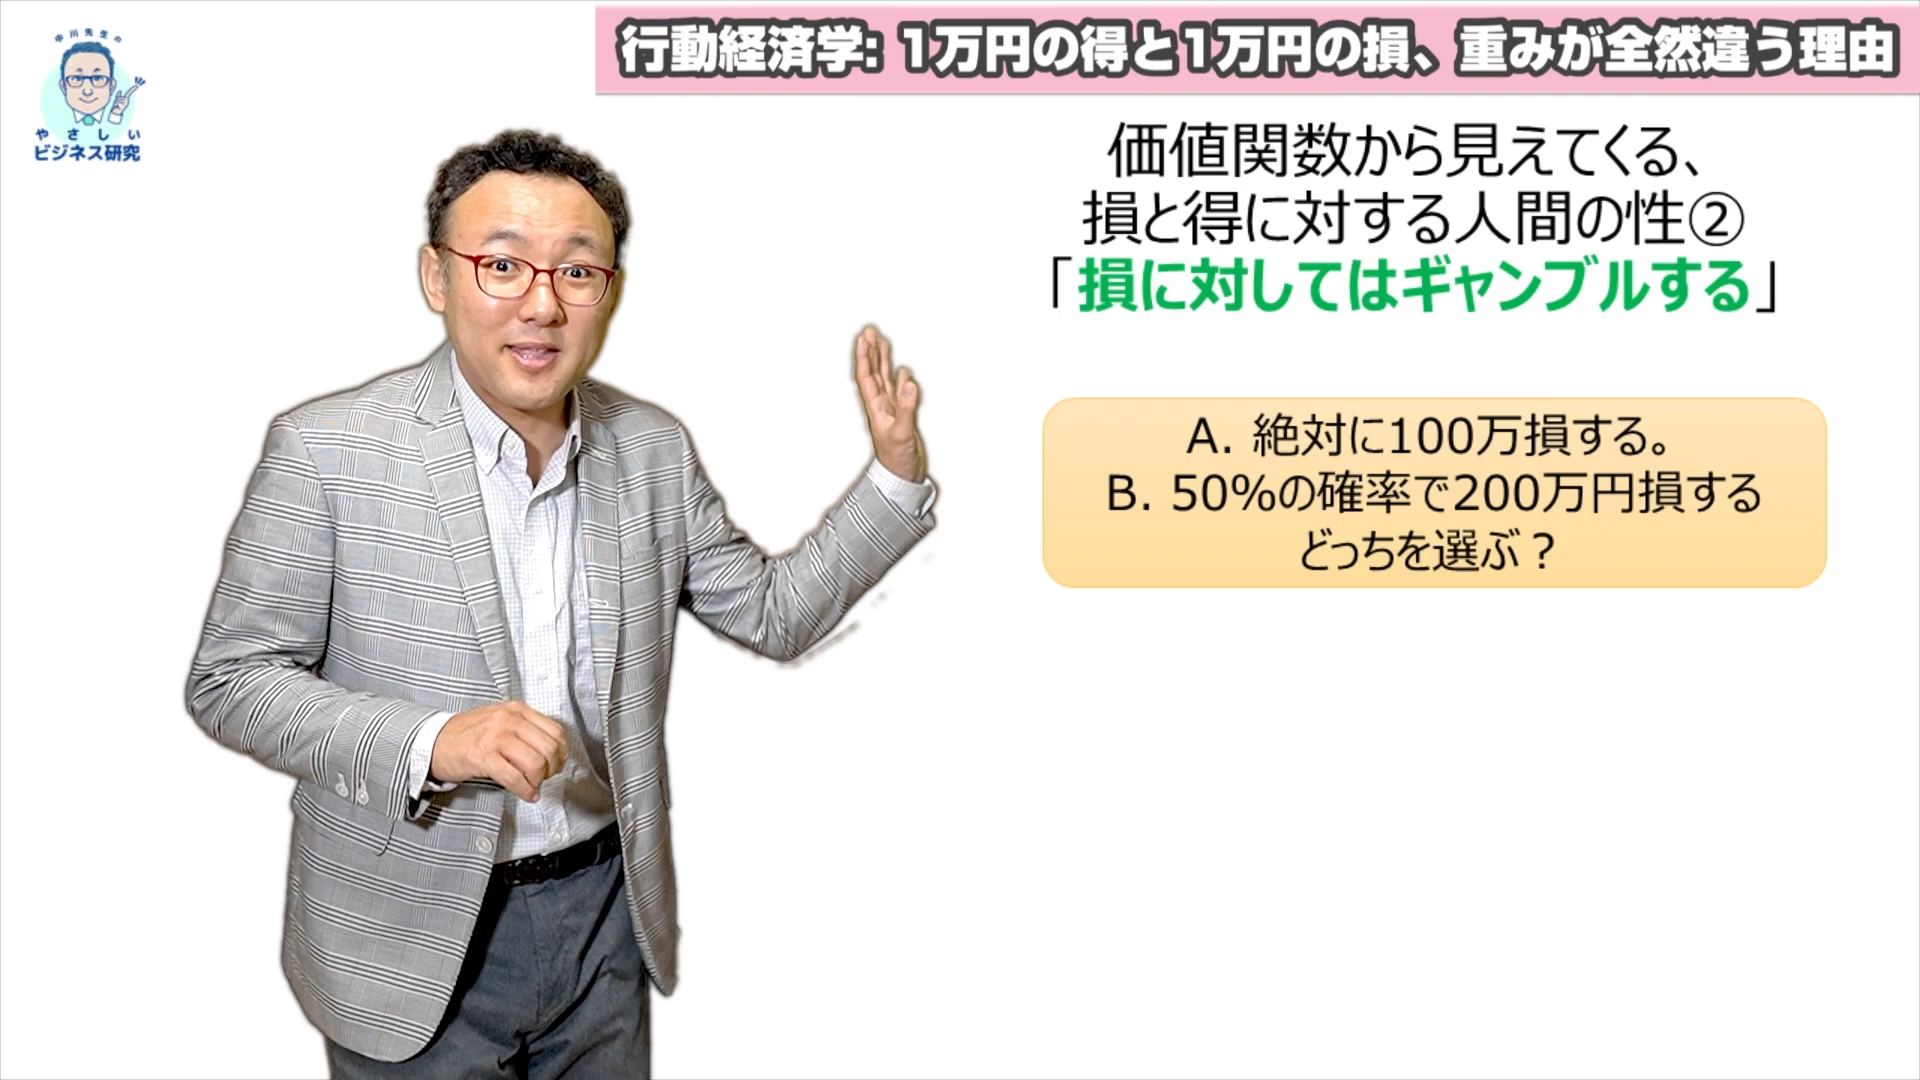 中川先生の
やさしい
ビジネス研究
行動経済学: 1万円の得と1万円の損、重みが全然違う理由
価値関数から見えてくる、
損と得に対する人間の性②
「損に対してはギャンブルする」
A. 絶対に100万損する。
B. 50%の確率で200万円損する
どっちを選ぶ？